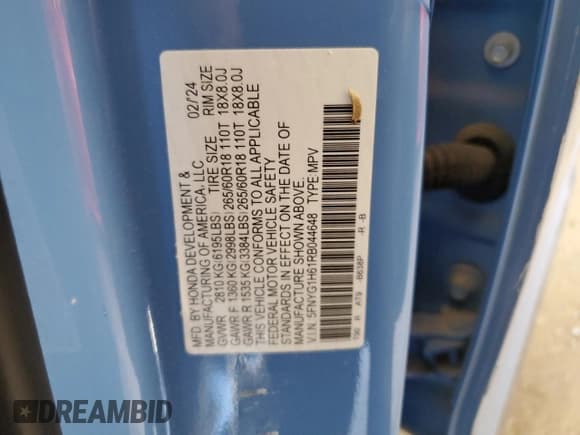 MFD. BY HONDA DEVELOPMENT &
MANUFACTURING OF AMERICA, LLC 02/'24
GVWR 2810 KG(6195LBS) TIRE SIZE RIM SIZE
GAWR F 1360 KG(2998LBS) 265/60R18 110T 18X8.0J
GAWR R 1535 KG(3384LBS) 265/60R18 110T 18X8.0J
THIS VEHICLE CONFORMS TO ALL APPLICABLE
FEDERAL MOTOR VEHICLE SAFETY
STANDARDS IN EFFECT ON THE DATE OF
MANUFACTURE SHOWN ABOVE.
V.I.N. 5FNYG1H61RB044648 TYPE:MPV
T90 R AT9 -B638P -R -B
DREAMBID